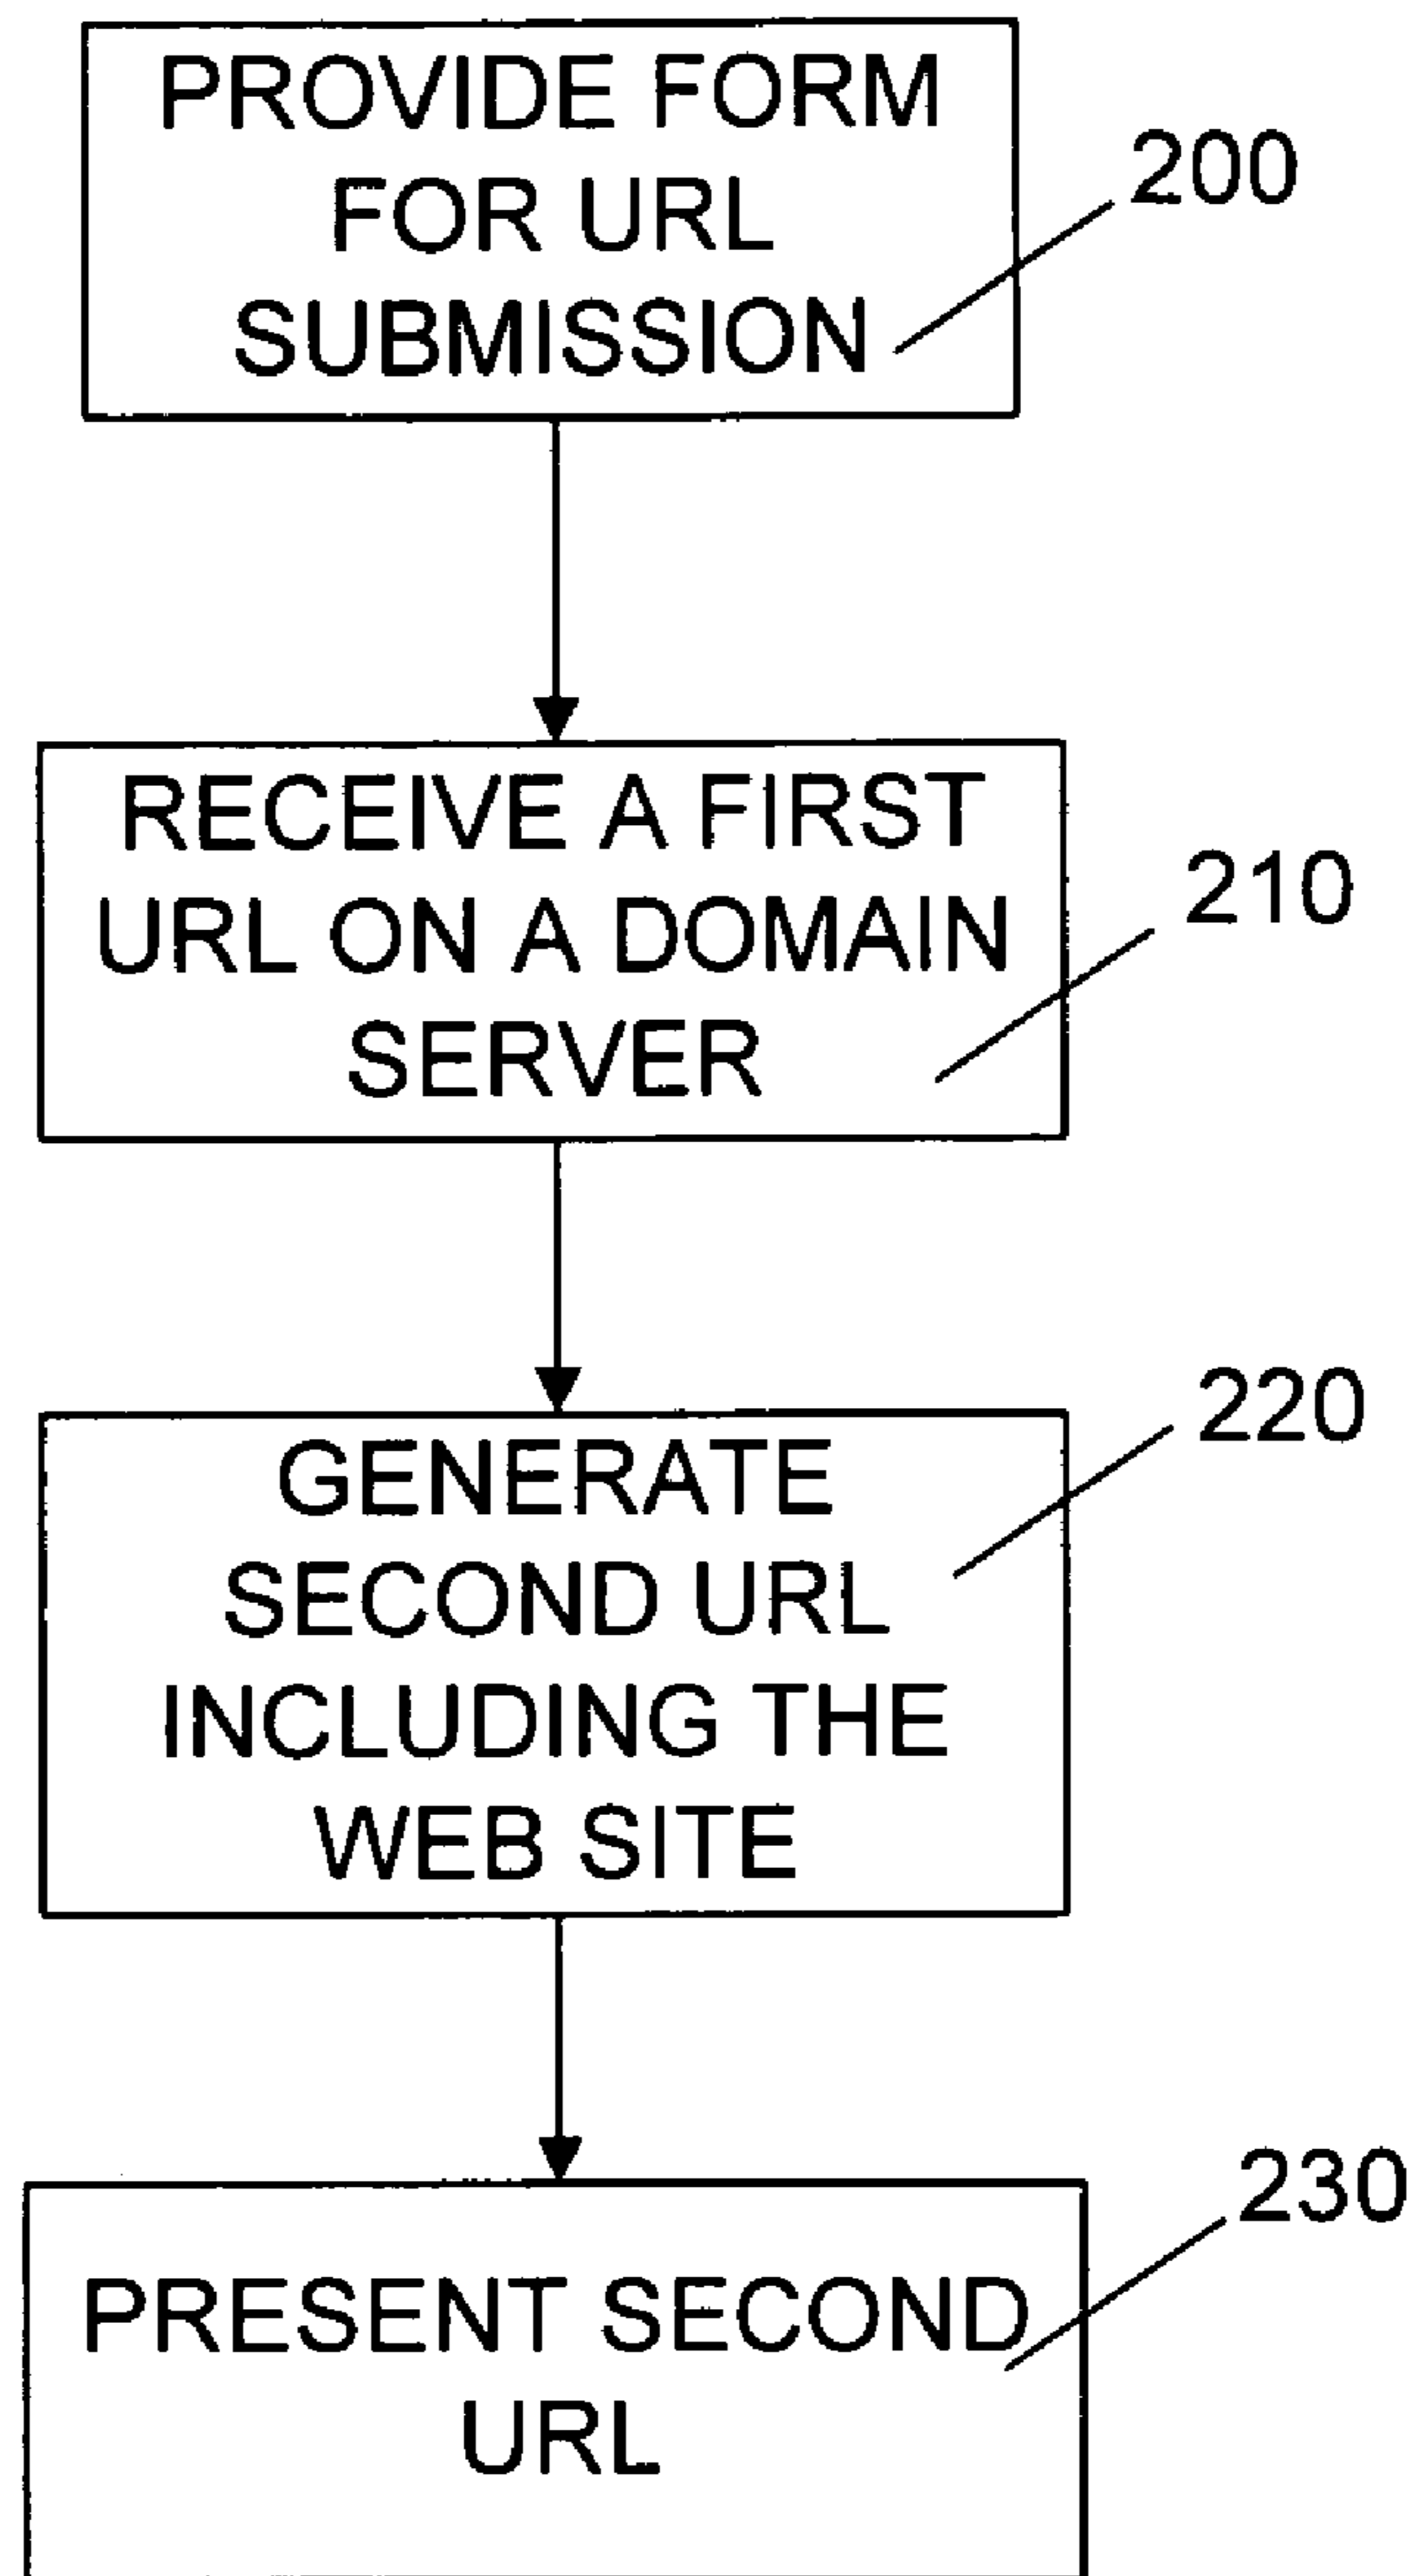 PROVIDE FORM
FOR URL
SUBMISSION
200
RECEIVE A FIRST
URL ON A DOMAIN
SERVER
210
GENERATE
SECOND URL
INCLUDING THE
WEB SITE
220
PRESENT SECOND
URL
230